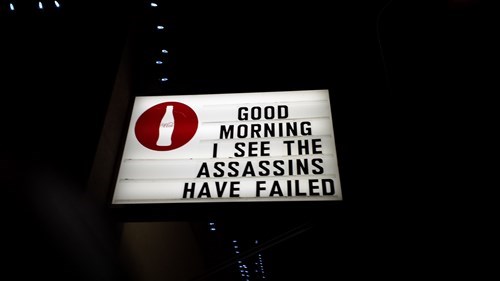 GOOD
MORNING
I SEE THE
ASSASSINS
HAVE FAILED